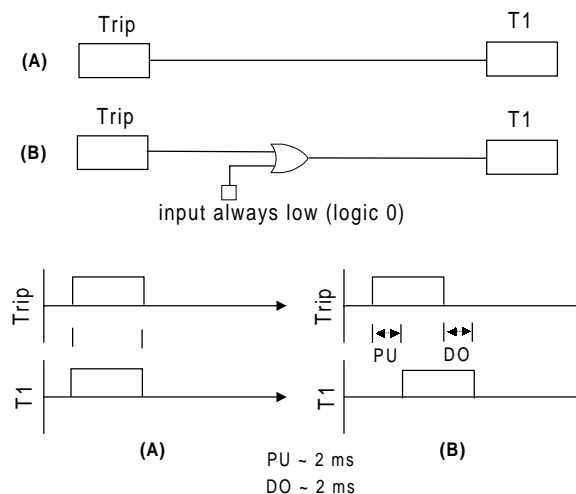 Trip T1
(A)
Trip T1
(B)
input always low (logic 0)
Trip Trip
PU DO
T1 T1
(A) (B)
PU ~ 2 ms
DO ~ 2 ms